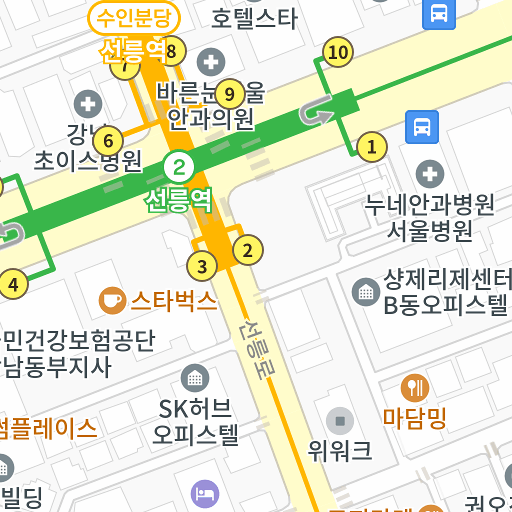 수인분당
선릉역
호텔스타
7
8
10
바른눈서울
안과의원
9
강남
초이스병원
6
1
2
선릉역
두네안과병원
서울병원
2
3
4
샹제리제센터
B동오피스텔
스타벅스
민건강보험공단
남동부지사
선릉로
SK허브
오피스텔
마담밍
썸플레이스
위워크
빌딩
권오